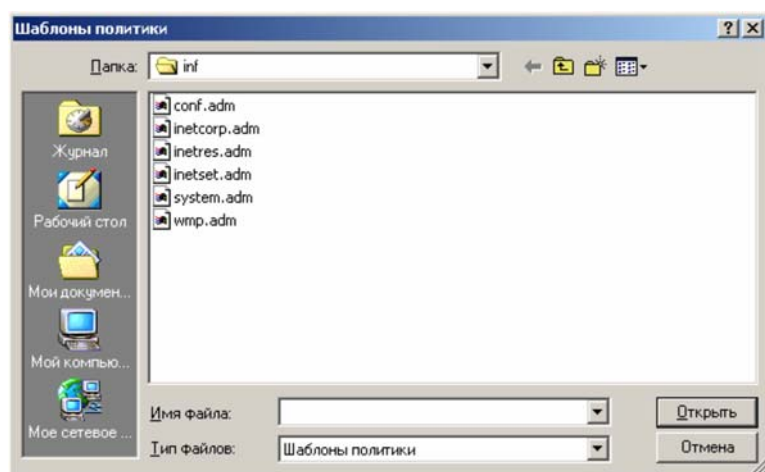 Шаблоны политики
Папка:
inf
Журнал
Рабочий стол
Мои докумен...
Мой компью...
Мое сетевое ...
conf.adm
inetcorp.adm
inetres.adm
inetset.adm
system.adm
wmp.adm
Имя файла:
Открыть
Тип файлов:
Шаблоны политики
Отмена